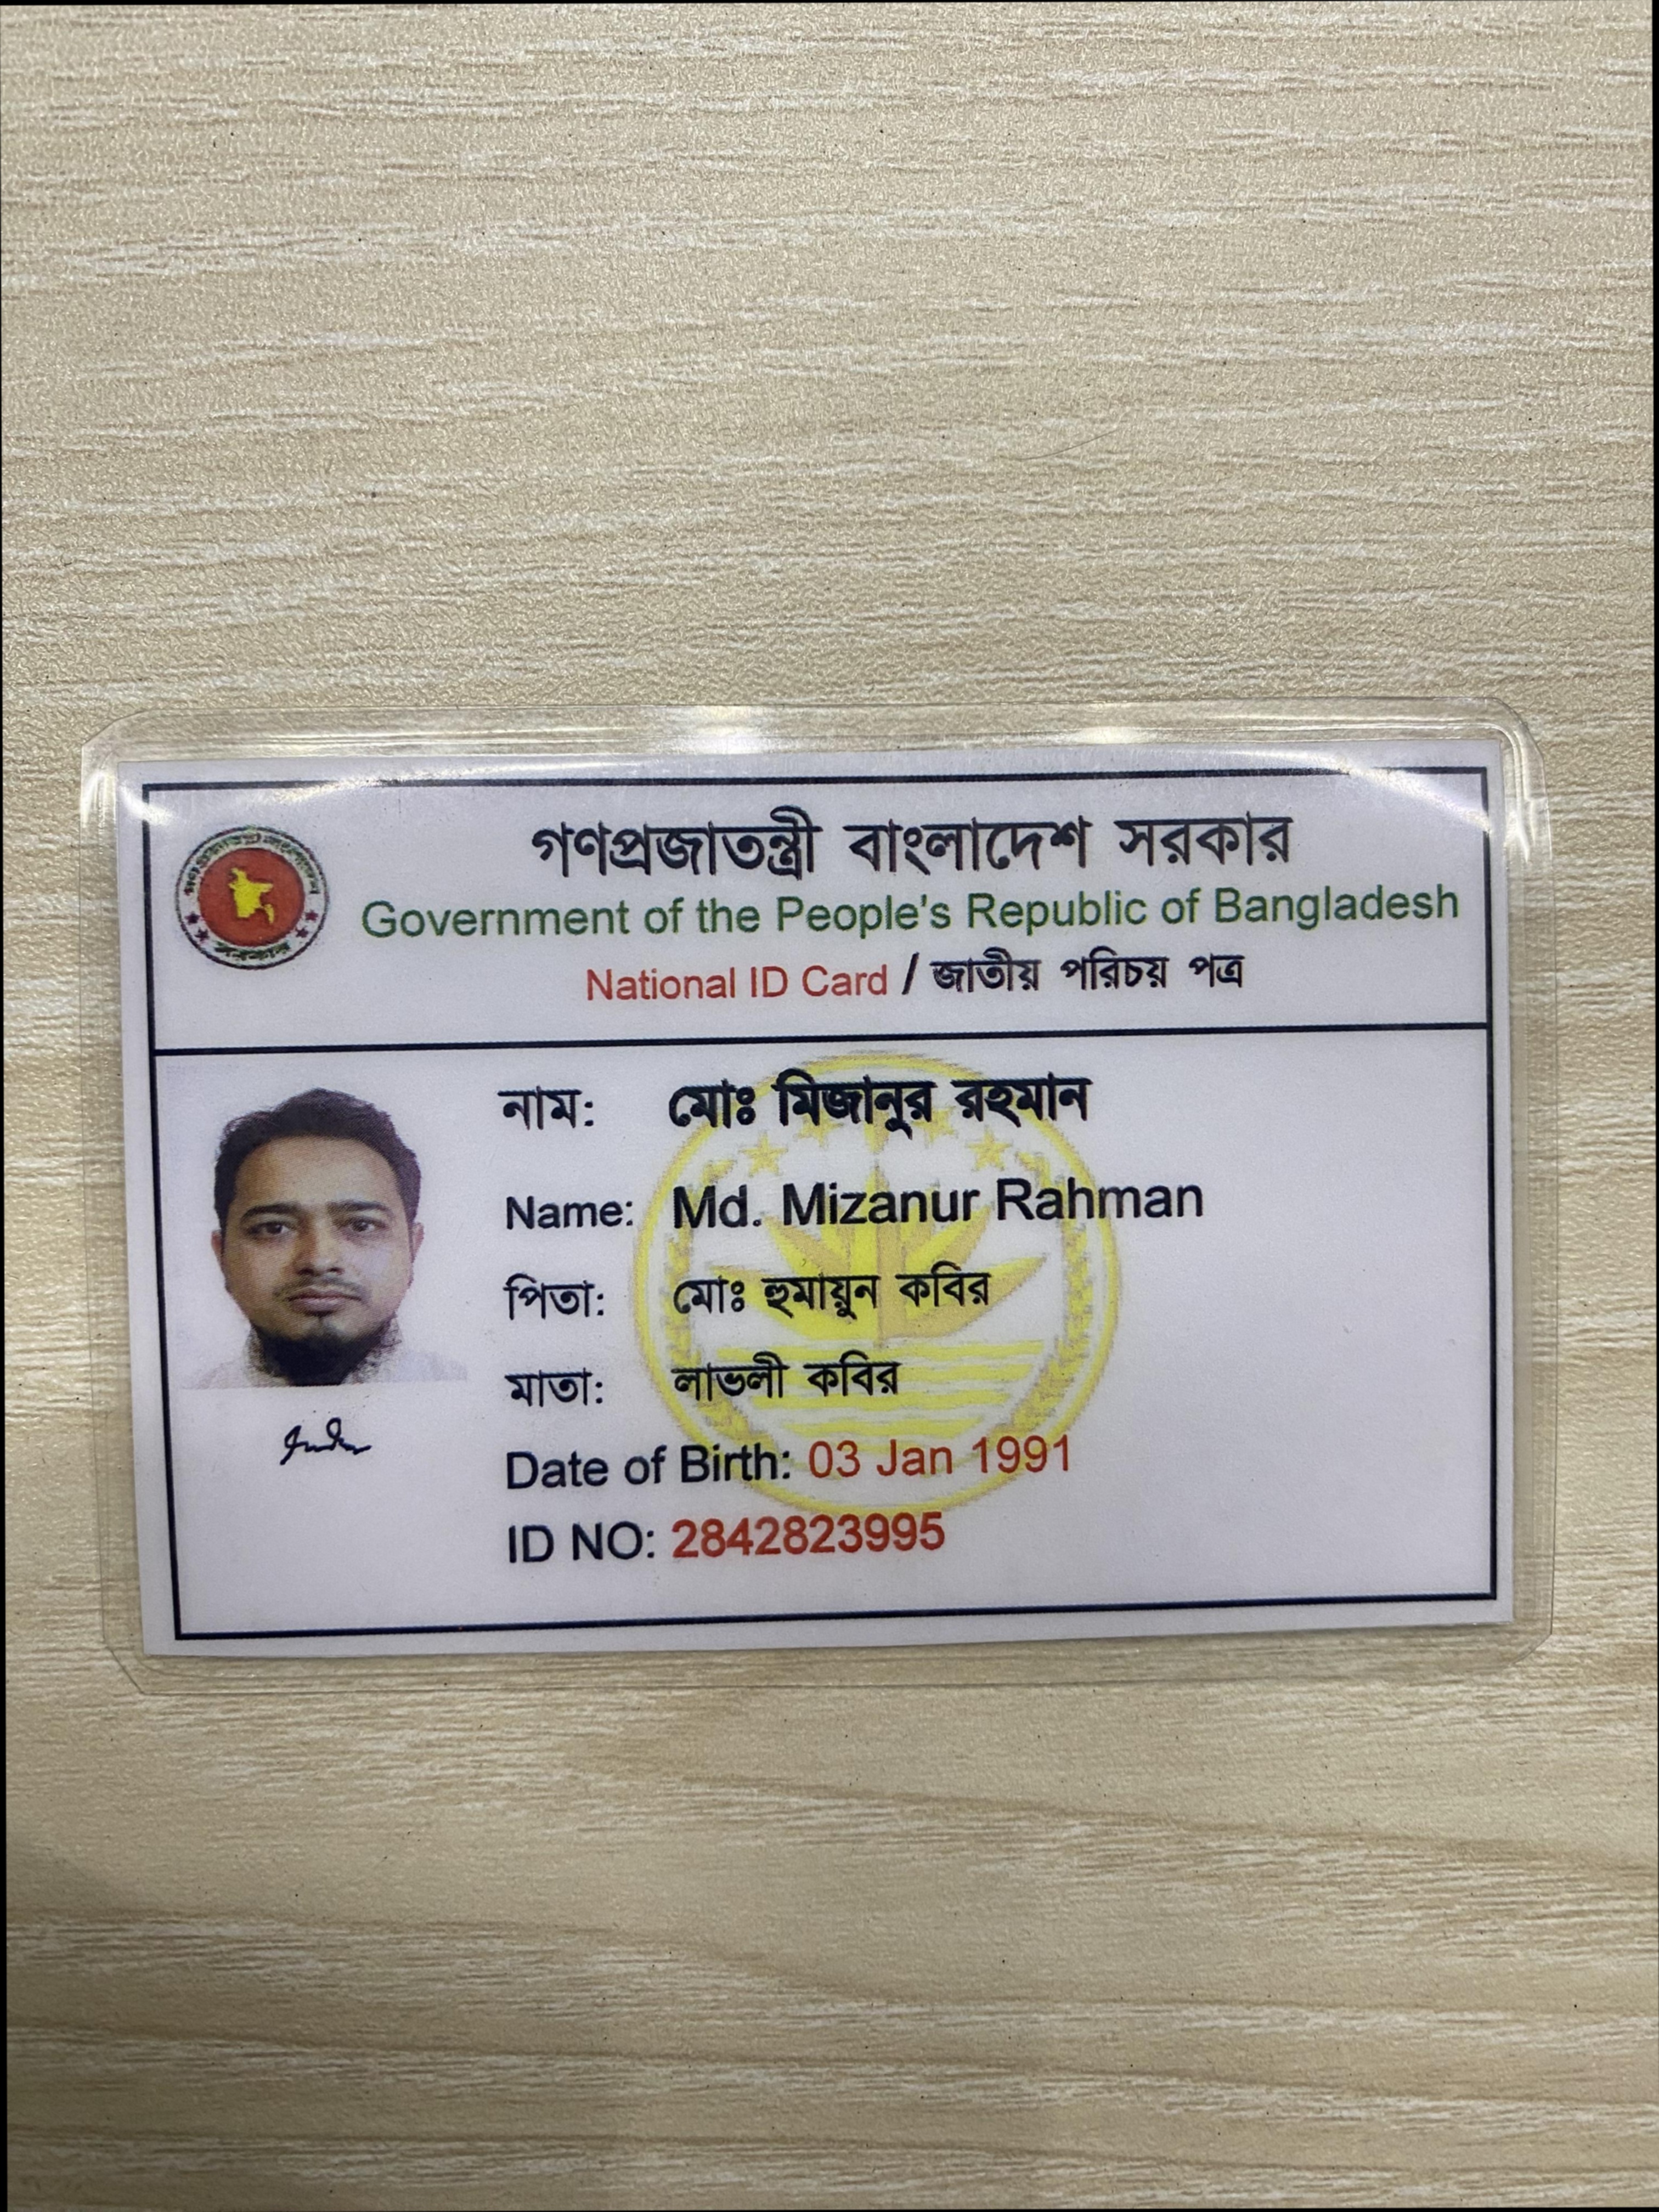 গণপ্রজাতন্ত্রী বাংলাদেশ সরকার
Government of the People's Republic of Bangladesh
National ID Card / জাতীয় পরিচয় পত্র
নাম: মোঃ মিজানুর রহমান
Name: Md. Mizanur Rahman
পিতা: মোঃ হুমায়ুন কবির
মাতা: লাভলী কবির
Date of Birth: 03 Jan 1991
ID NO: 2842823995